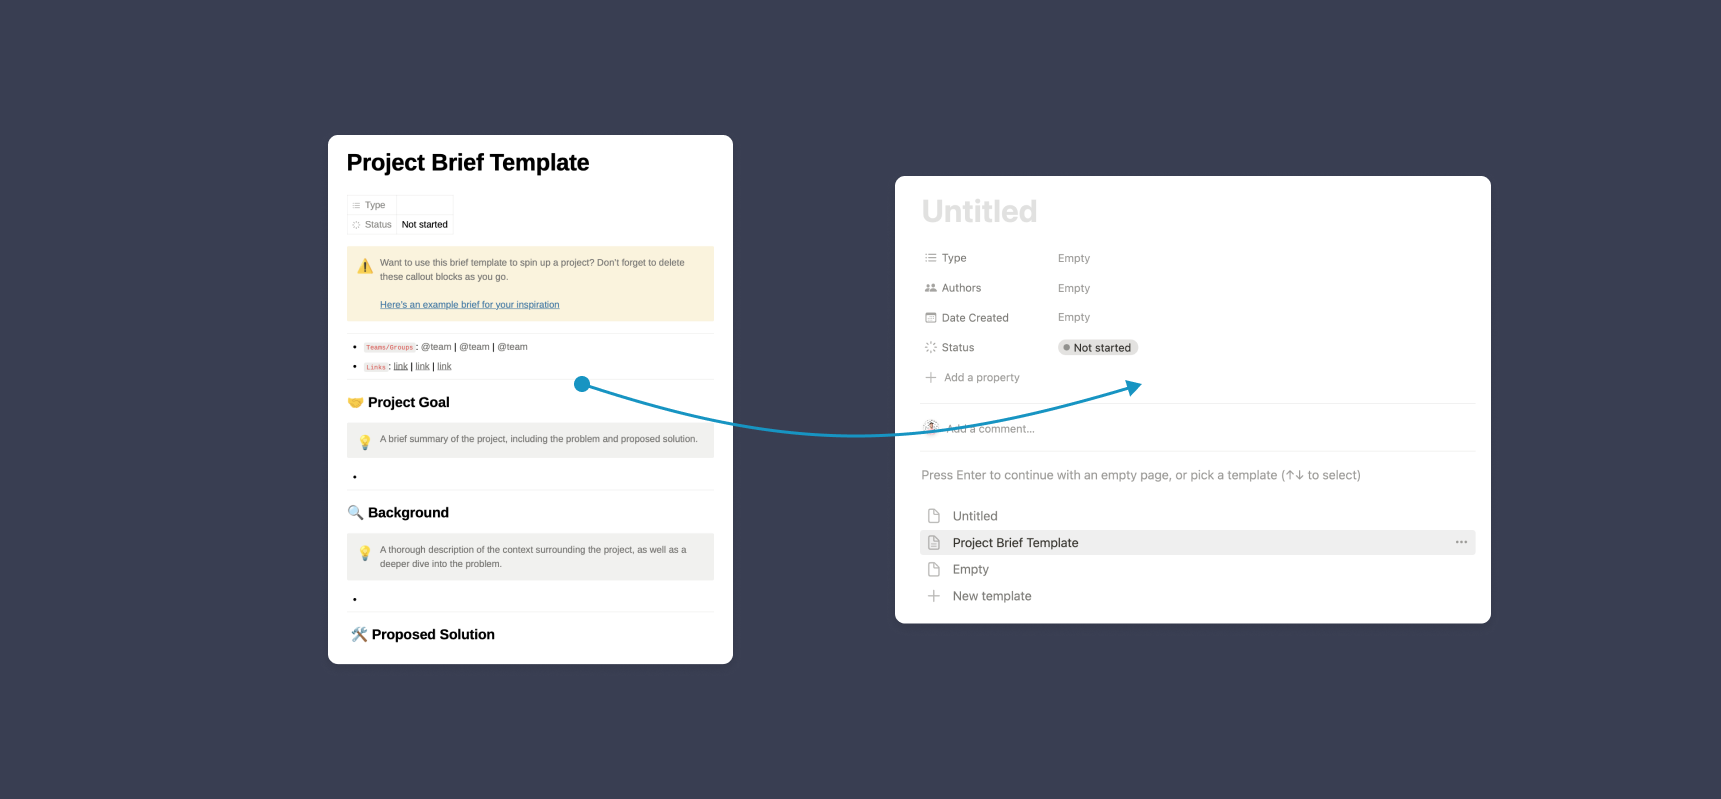 Project Brief Template
Type
Status Not started
Want to use this brief template to spin up a project? Don't forget to delete
these callout blocks as you go.
Here's an example brief for your inspiration
• Teams/Groups: @team | @team | @team
• Links: link | link | link
🤝 Project Goal
A brief summary of the project, including the problem and proposed solution.
•
🔍 Background
A thorough description of the context surrounding the project, as well as a
deeper dive into the problem.
•
🛠️ Proposed Solution
Untitled
Type Empty
Authors Empty
Date Created Empty
Status Not started
+ Add a property
Add a comment...
Press Enter to continue with an empty page, or pick a template (↑↓ to select)
Untitled
Project Brief Template •••
Empty
+ New template